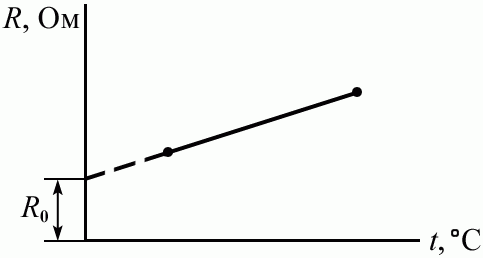 R, Ом
R₀
t, °C